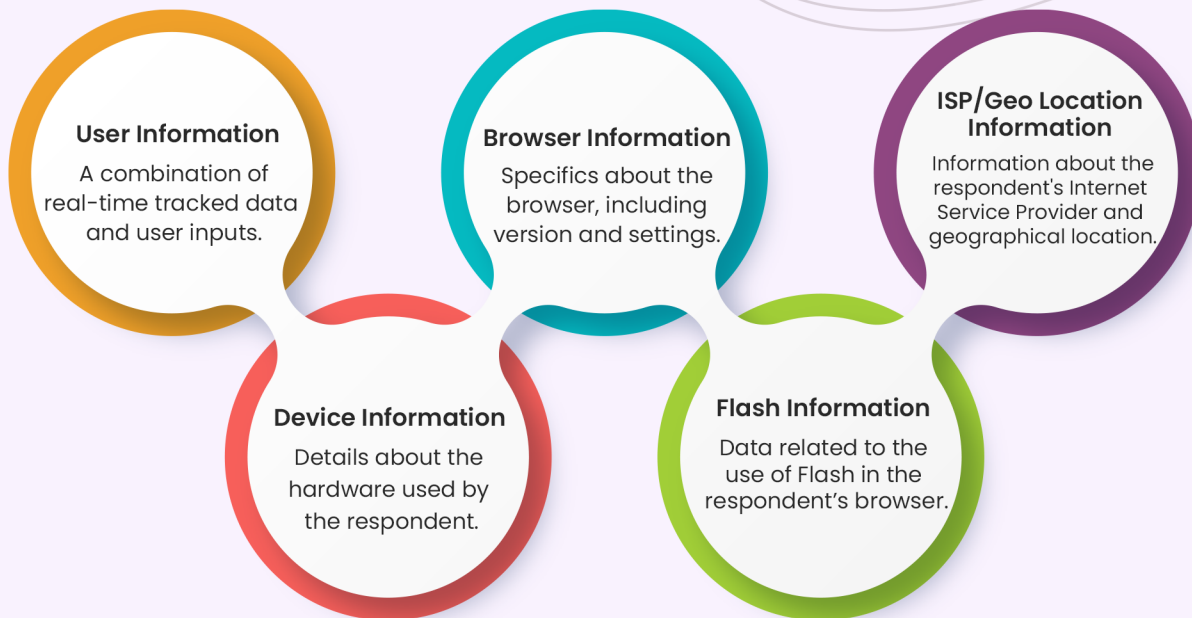 User Information
A combination of
real-time tracked data
and user inputs.
Device Information
Details about the
hardware used by
the respondent.
Browser Information
Specifics about the
browser, including
version and settings.
Flash Information
Data related to the
use of Flash in the
respondent’s browser.
ISP/Geo Location
Information
Information about the
respondent's Internet
Service Provider and
geographical location.